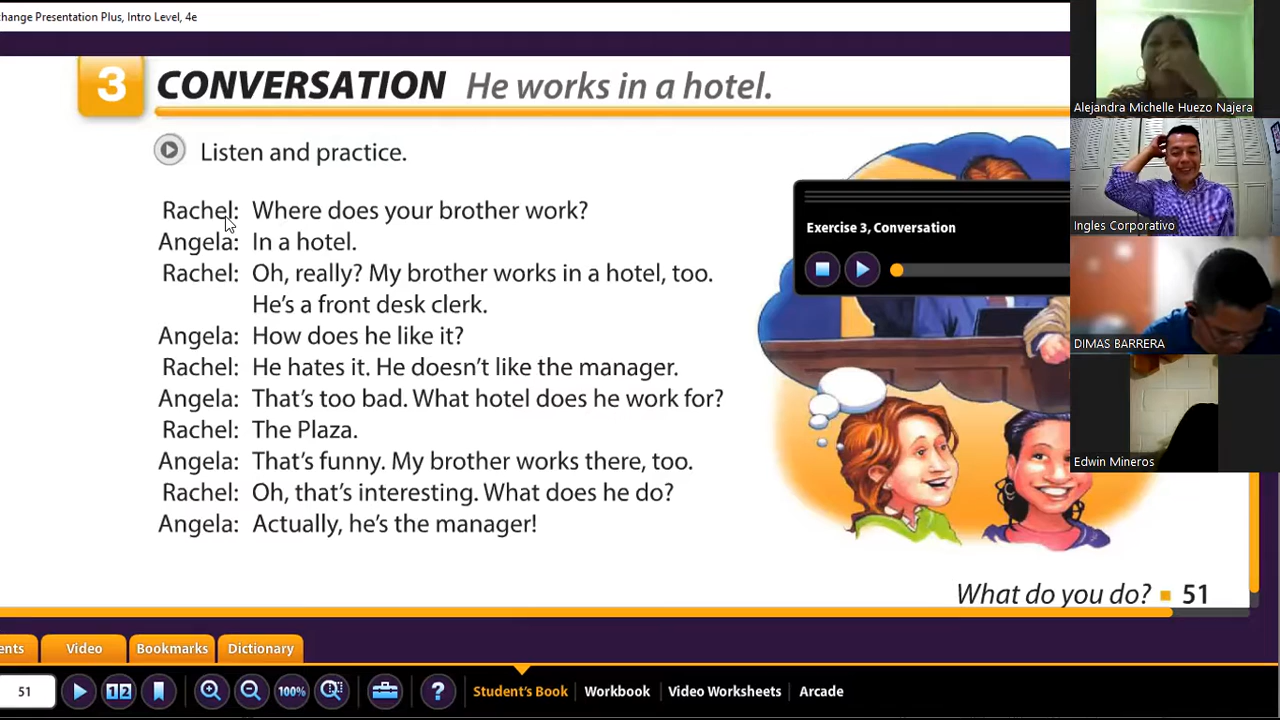 hange Presentation Plus, Intro Level, 4e
3 CONVERSATION He works in a hotel.
Listen and practice.
Rachel: Where does your brother work?
Angela: In a hotel.
Rachel: Oh, really? My brother works in a hotel, too.
He's a front desk clerk.
Angela: How does he like it?
Rachel: He hates it. He doesn't like the manager.
Angela: That's too bad. What hotel does he work for?
Rachel: The Plaza.
Angela: That's funny. My brother works there, too.
Rachel: Oh, that's interesting. What does he do?
Angela: Actually, he's the manager!
Exercise 3, Conversation
Alejandra Michelle Huezo Najera
Ingles Corporativo
DIMAS BARRERA
Edwin Mineros
What do you do? 51
ents Video Bookmarks Dictionary
51 12 100% ? Student's Book Workbook Video Worksheets Arcade